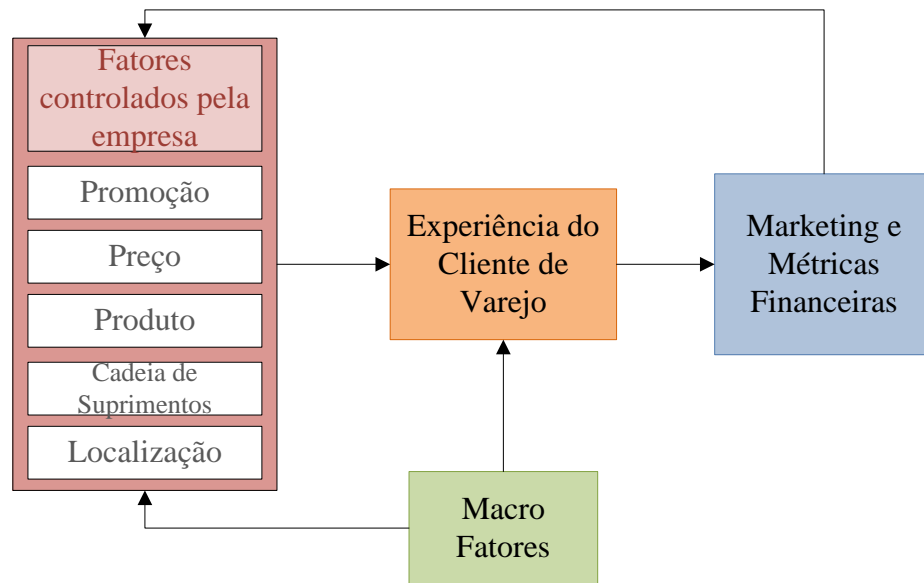 Fatores
controlados pela
empresa
Promoção
Preço
Produto
Cadeia de
Suprimentos
Localização
Experiência do
Cliente de
Varejo
Marketing e
Métricas
Financeiras
Macro
Fatores